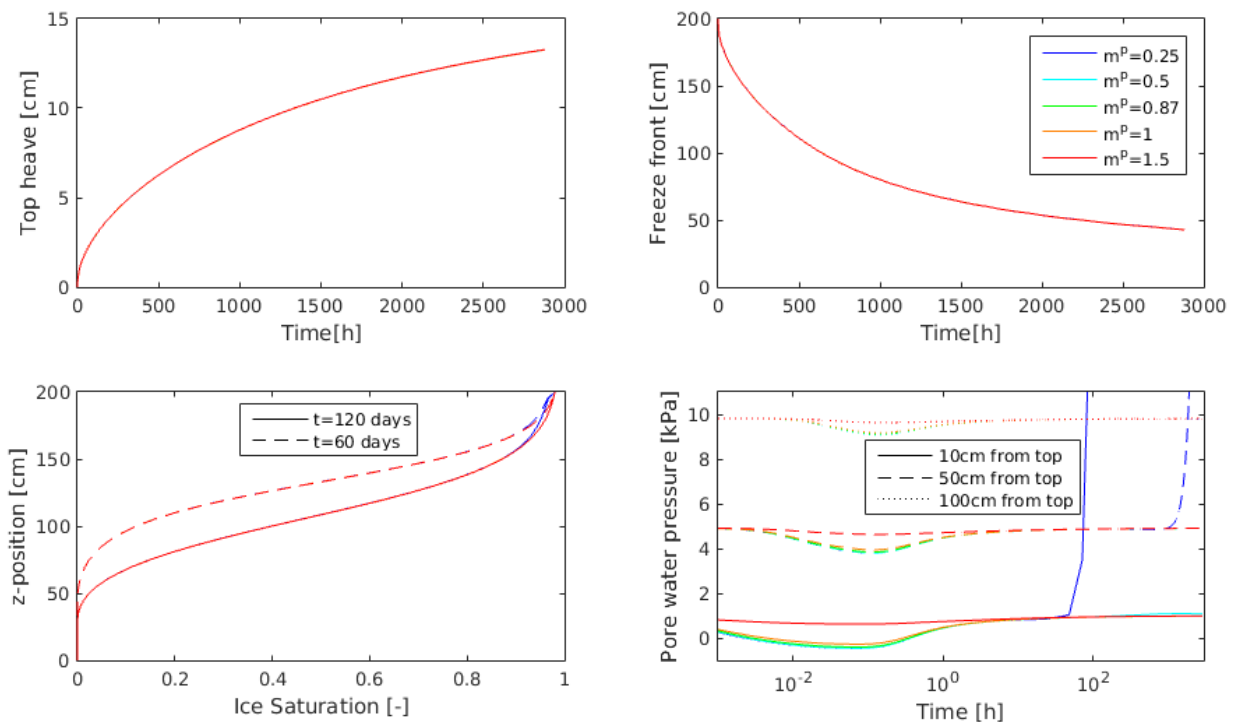 15
10
5
0
Top heave [cm]
0 500 1000 1500 2000 2500 3000
Time[h]
200
150
100
50
0
Freeze front [cm]
0 500 1000 1500 2000 2500 3000
Time[h]
m^p=0.25
m^p=0.5
m^p=0.87
m^p=1
m^p=1.5
200
150
100
50
0
z-position [cm]
0 0.2 0.4 0.6 0.8 1
Ice Saturation [-]
t=120 days
t=60 days
10
8
6
4
2
0
Pore water pressure [kPa]
10^-2 10^0 10^2
Time [h]
10cm from top
50cm from top
100cm from top